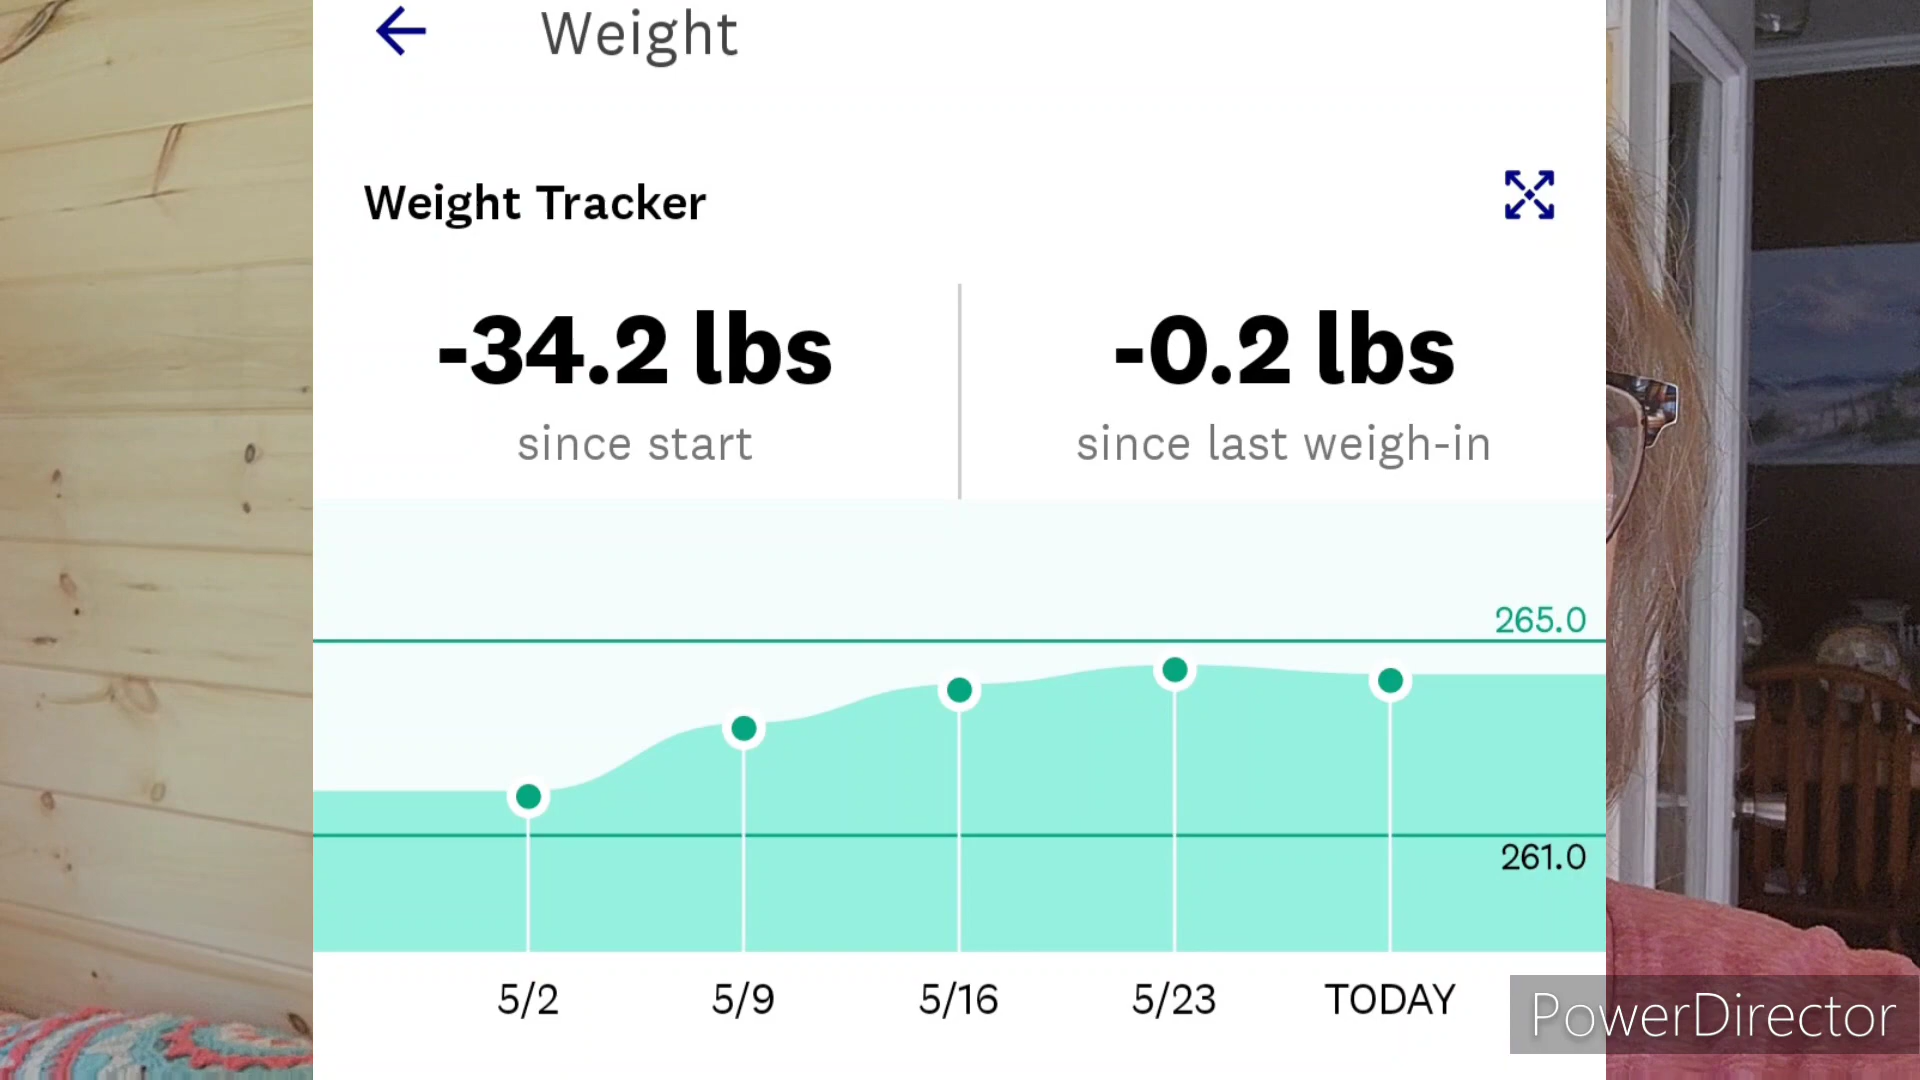 Weight
Weight Tracker
-34.2 lbs
since start
-0.2 lbs
since last weigh-in
265.0
261.0
5/2 5/9 5/16 5/23 TODAY
PowerDirector